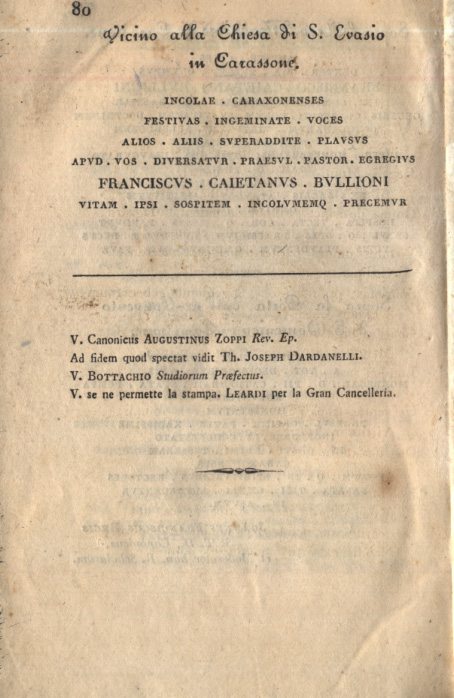 80
Vicino alla Chiesa di S. Evasio
in Carassone,
INCOLAE . CARAXONENSES
FESTIVAS . INGEMINATE . VOCES
ALIOS . ALIIS . SVPERADDITE . PLAVSVS
APVD . VOS . DIVERSATVR . PRAESVL . PASTOR . EGREGIVS
FRANCISCVS . CAIETANVS . BVLLIONI
VITAM . IPSI . SOSPITEM . INCOLVMEMQ . PRECEMVR
V. Canonicus AUGUSTINUS ZOPPI Rev. Ep.
Ad fidem quod spectat vidit Th. JOSEPH DARDANELLI.
V. BOTTACHIO Studiorum Præfectus.
V. se ne permette la stampa. LEARDI per la Gran Cancelleria.